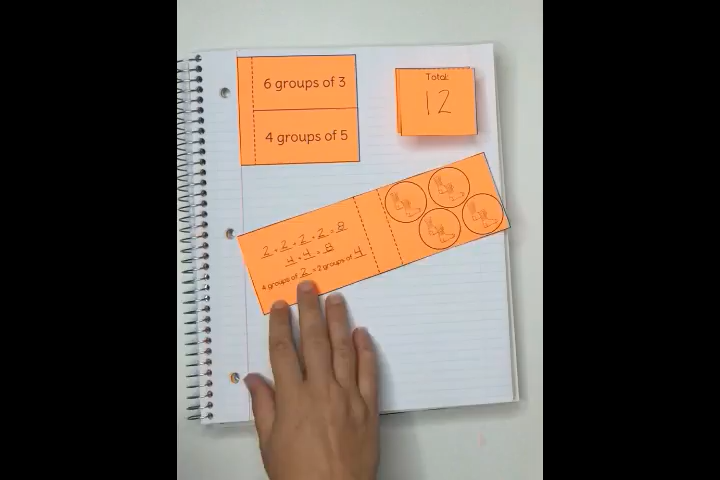 6 groups of 3
4 groups of 5
Total:
12
2 + 2 + 2 + 2 = 8
4 + 4 = 8
4 groups of 2 = 2 groups of 4